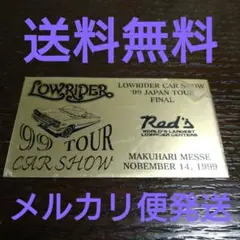 送料無料
LOWRIDER
99 TOUR
CAR SHOW
LOWRIDER CAR SHOW
'99 JAPAN TOUR
FINAL
Red's
WORLD'S LARGEST
LOWRIDER CENTERS
MAKUHARI MESSE
NOBEMBER 14, 1999
メルカリ便発送